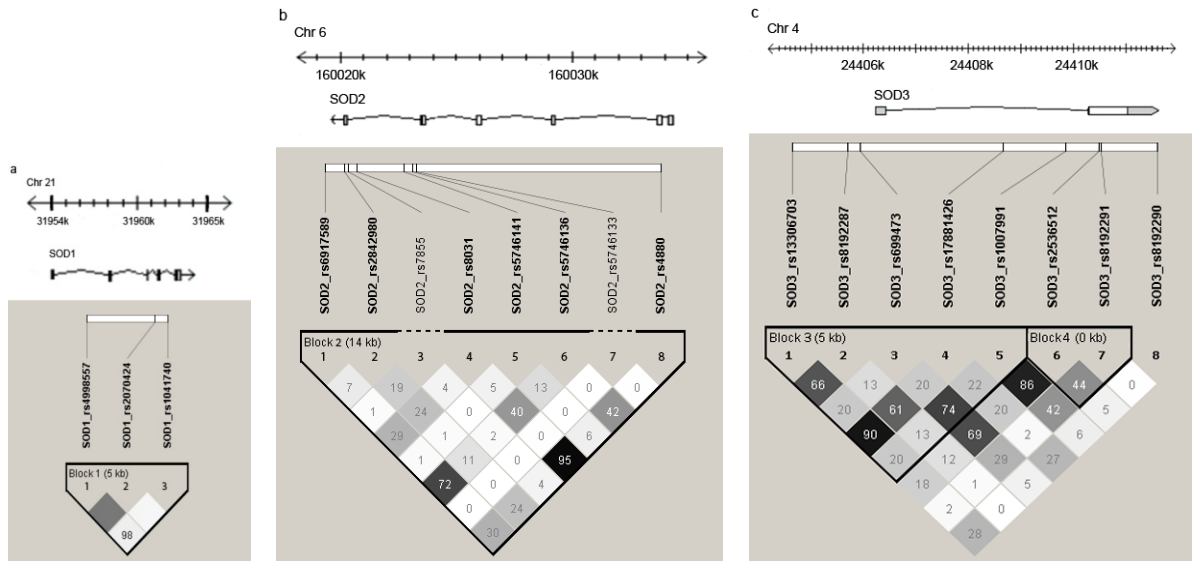 a
Chr 21
31954k 31960k 31965k
SOD1
SOD1_rs4998557
SOD1_rs2070424
SOD1_rs1041740
Block 1 (5 kb)
1 2 3
98
b
Chr 6
160020k 160030k
SOD2
SOD2_rs6917589
SOD2_rs2842980
SOD2_rs7855
SOD2_rs8031
SOD2_rs5746141
SOD2_rs5746136
SOD2_rs5746133
SOD2_rs4880
Block 2 (14 kb)
1 2 3 4 5 6 7 8
7 19 4 5 13 0 0
1 24 0 40 0 42
29 1 2 0 6
1 11 0 95
72 0 4
0 24
30
c
Chr 4
24406k 24408k 24410k
SOD3
SOD3_rs13306703
SOD3_rs8192287
SOD3_rs699473
SOD3_rs17881426
SOD3_rs1007991
SOD3_rs2536512
SOD3_rs8192291
SOD3_rs8192290
Block 3 (5 kb) Block4 (0 kb)
1 2 3 4 5 6 7 8
66 13 20 22 86 44 0
20 61 74 20 42 5
90 13 69 2 6
20 12 29 27
18 1 5
2 0
28